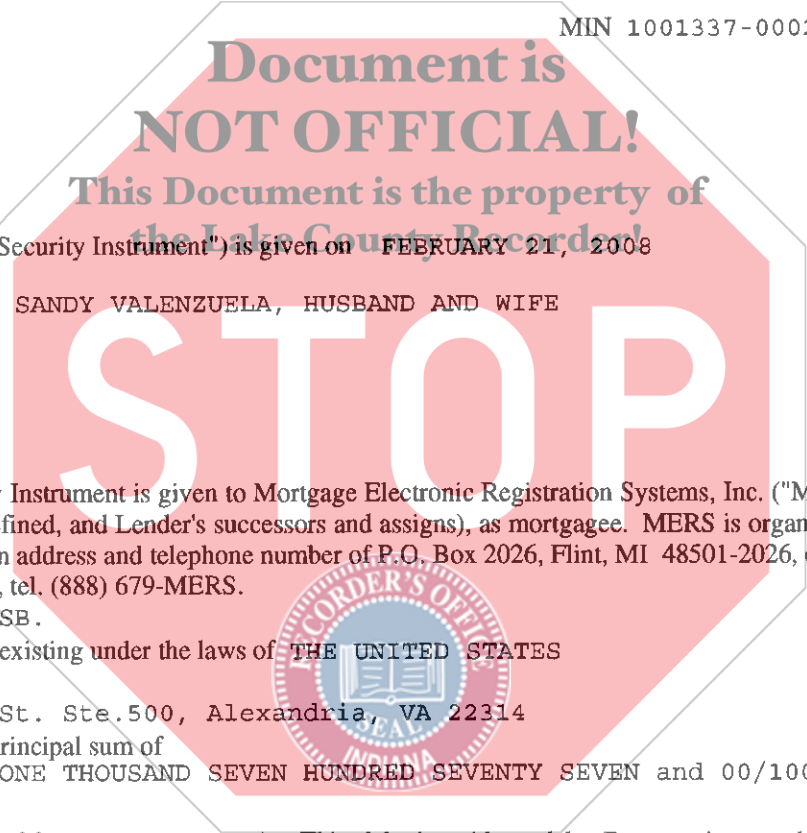 MIN 1001337-0002
Document is
NOT OFFICIAL!
This Document is the property of
the Lake County Recorder!
Security Instrument") is given on FEBRUARY 21, 2008
SANDY VALENZUELA, HUSBAND AND WIFE
STOP
Instrument is given to Mortgage Electronic Registration Systems, Inc. ("M
fined, and Lender's successors and assigns), as mortgagee. MERS is organ
n address and telephone number of P.O. Box 2026, Flint, MI 48501-2026,
, tel. (888) 679-MERS.
SB.
existing under the laws of THE UNITED STATES
RECORDER'S OFFICE
SEAL
INDIANA
St. Ste.500, Alexandria, VA 22314
rincipal sum of
ONE THOUSAND SEVEN HUNDRED SEVENTY SEVEN and 00/100